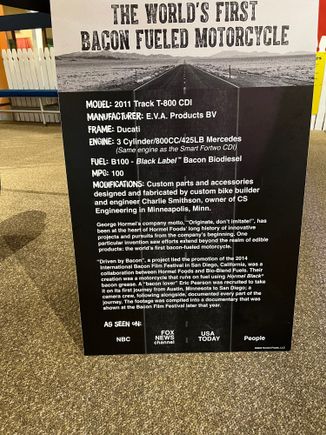 THE WORLD'S FIRST
BACON FUELED MOTORCYCLE
MODEL: 2011 Track T-800 CDI
MANUFACTURER: E.V.A. Products BV
FRAME: Ducati
ENGINE: 3 Cylinder/800CC/425LB Mercedes
(Same engine as the Smart Fortwo CDI)
FUEL: B100 - Black Label™ Bacon Biodiesel
MPG: 100
MODIFICATIONS: Custom parts and accessories
designed and fabricated by custom bike builder
and engineer Charlie Smithson, owner of CS
Engineering in Minneapolis, Minn.
George Hormel's company motto, "Originate, don't imitate!", has
been at the heart of Hormel Foods' long history of innovative
projects and pursuits from the company's beginning. One
particular invention saw efforts extend beyond the realm of edible
products: the world's first bacon-fueled motorcycle.
"Driven by Bacon", a project tied the promotion of the 2014
International Bacon Film Festival in San Diego, California, was a
collaboration between Hormel Foods and Bio-Blend Fuels. Their
creation was a motorcycle that runs on fuel using Hormel Black®
bacon grease. A "bacon lover" Eric Pearson was recruited to take
it on its first journey from Austin, Minnesota to San Diego; a
camera crew, following alongside, documented every part of the
journey. The footage was compiled into a documentary that was
shown at the Bacon Film Festival later that year.
AS SEEN ON:
NBC
FOX
NEWS
channel
USA
TODAY
People